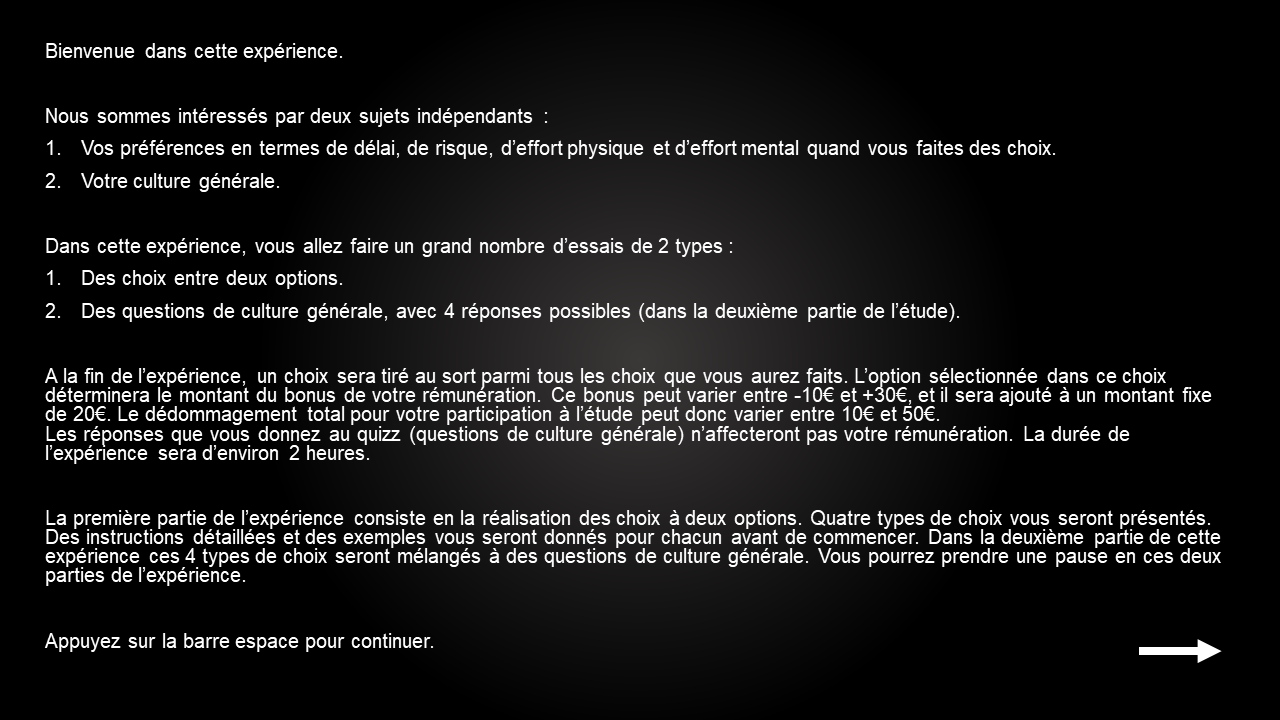 Bienvenue dans cette expérience.
Nous sommes intéressés par deux sujets indépendants :
1. Vos préférences en termes de délai, de risque, d’effort physique et d’effort mental quand vous faites des choix.
2. Votre culture générale.
Dans cette expérience, vous allez faire un grand nombre d’essais de 2 types :
1. Des choix entre deux options.
2. Des questions de culture générale, avec 4 réponses possibles (dans la deuxième partie de l’étude).
A la fin de l’expérience, un choix sera tiré au sort parmi tous les choix que vous aurez faits. L’option sélectionnée dans ce choix
déterminera le montant du bonus de votre rémunération. Ce bonus peut varier entre -10€ et +30€, et il sera ajouté à un montant fixe
de 20€. Le dédommagement total pour votre participation à l’étude peut donc varier entre 10€ et 50€.
Les réponses que vous donnez au quizz (questions de culture générale) n’affecteront pas votre rémunération. La durée de
l’expérience sera d’environ 2 heures.
La première partie de l’expérience consiste en la réalisation des choix à deux options. Quatre types de choix vous seront présentés.
Des instructions détaillées et des exemples vous seront donnés pour chacun avant de commencer. Dans la deuxième partie de cette
expérience ces 4 types de choix seront mélangés à des questions de culture générale. Vous pourrez prendre une pause en ces deux
parties de l’expérience.
Appuyez sur la barre espace pour continuer.